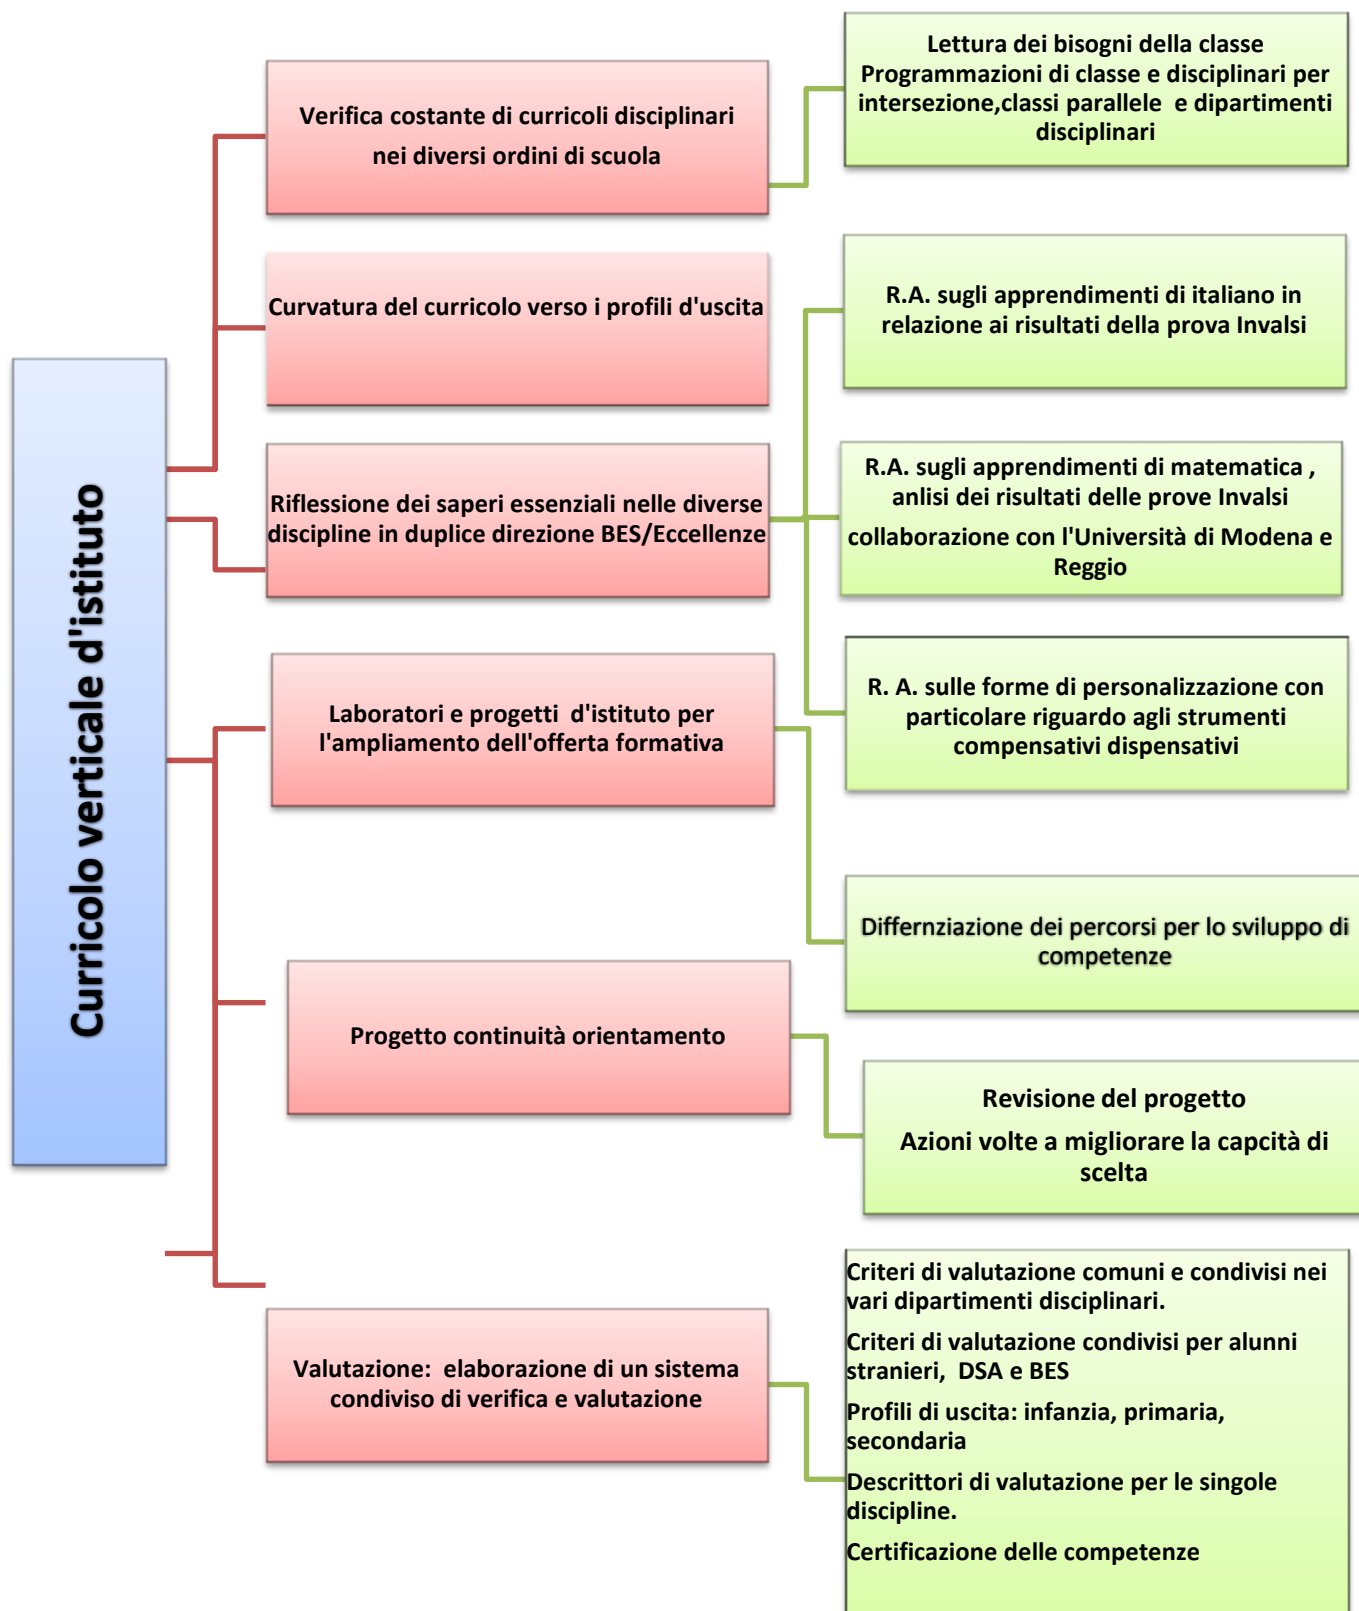 Curricolo verticale d'istituto
Verifica costante di curricoli disciplinari
nei diversi ordini di scuola
Lettura dei bisogni della classe
Programmazioni di classe e disciplinari per
intersezione,classi parallele e dipartimenti
disciplinari
Curvatura del curricolo verso i profili d'uscita
Riflessione dei saperi essenziali nelle diverse
discipline in duplice direzione BES/Eccellenze
R.A. sugli apprendimenti di italiano in
relazione ai risultati della prova Invalsi
R.A. sugli apprendimenti di matematica ,
anlisi dei risultati delle prove Invalsi
collaborazione con l'Università di Modena e
Reggio
R. A. sulle forme di personalizzazione con
particolare riguardo agli strumenti
compensativi dispensativi
Laboratori e progetti d'istituto per
l'ampliamento dell'offerta formativa
Differnziazione dei percorsi per lo sviluppo di
competenze
Progetto continuità orientamento
Revisione del progetto
Azioni volte a migliorare la capcità di
scelta
Valutazione: elaborazione di un sistema
condiviso di verifica e valutazione
Criteri di valutazione comuni e condivisi nei
vari dipartimenti disciplinari.
Criteri di valutazione condivisi per alunni
stranieri, DSA e BES
Profili di uscita: infanzia, primaria,
secondaria
Descrittori di valutazione per le singole
discipline.
Certificazione delle competenze